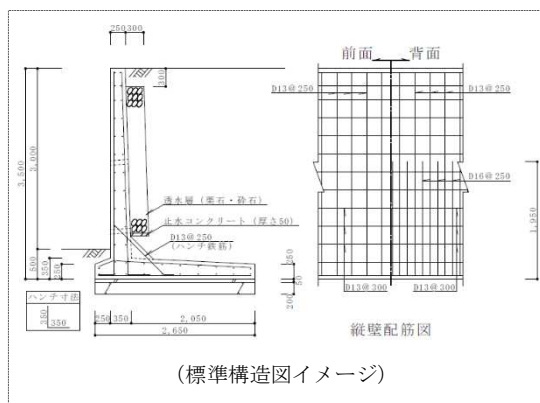 250 300
前面 背面
300
D13@250
D13@250
3,500
3,000
D16@250
透水層（栗石・砕石）
止水コンクリート（厚さ50）
D13@250
（ハンチ鉄筋）
1,950
500
350
250
250
50
200
ハンチ寸法
350
350
D13@300
D13@300
250 350
2,050
2,650
縦壁配筋図
（標準構造図イメージ）